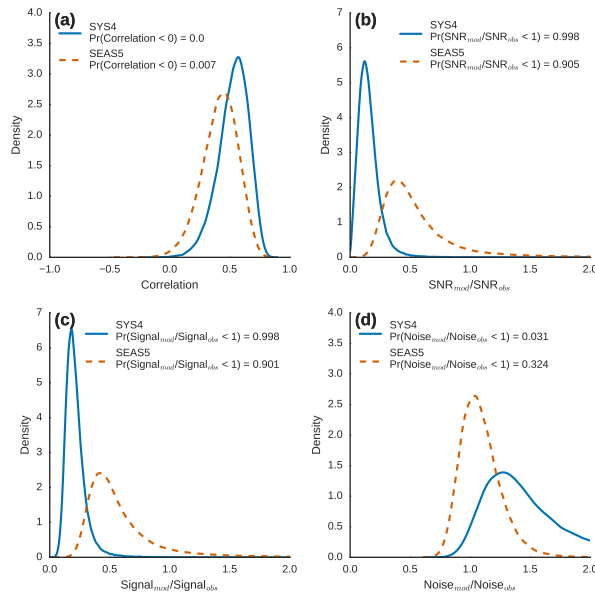 (a)
SYS4
Pr(Correlation < 0) = 0.0
SEAS5
Pr(Correlation < 0) = 0.007
4.0
3.5
3.0
2.5
2.0
1.5
1.0
0.5
0.0
Density
−1.0 −0.5 0.0 0.5 1.0
Correlation
(b)
SYS4
Pr(SNRmod/SNRobs < 1) = 0.998
SEAS5
Pr(SNRmod/SNRobs < 1) = 0.905
7
6
5
4
3
2
1
0
Density
0.0 0.5 1.0 1.5 2.0
SNRmod/SNRobs
(c)
SYS4
Pr(Signalmod/Signalobs < 1) = 0.998
SEAS5
Pr(Signalmod/Signalobs < 1) = 0.901
7
6
5
4
3
2
1
0
Density
0.0 0.5 1.0 1.5 2.0
Signalmod/Signalobs
(d)
SYS4
Pr(Noisemod/Noiseobs < 1) = 0.031
SEAS5
Pr(Noisemod/Noiseobs < 1) = 0.324
4.0
3.5
3.0
2.5
2.0
1.5
1.0
0.5
0.0
Density
0.0 0.5 1.0 1.5 2.0
Noisemod/Noiseobs